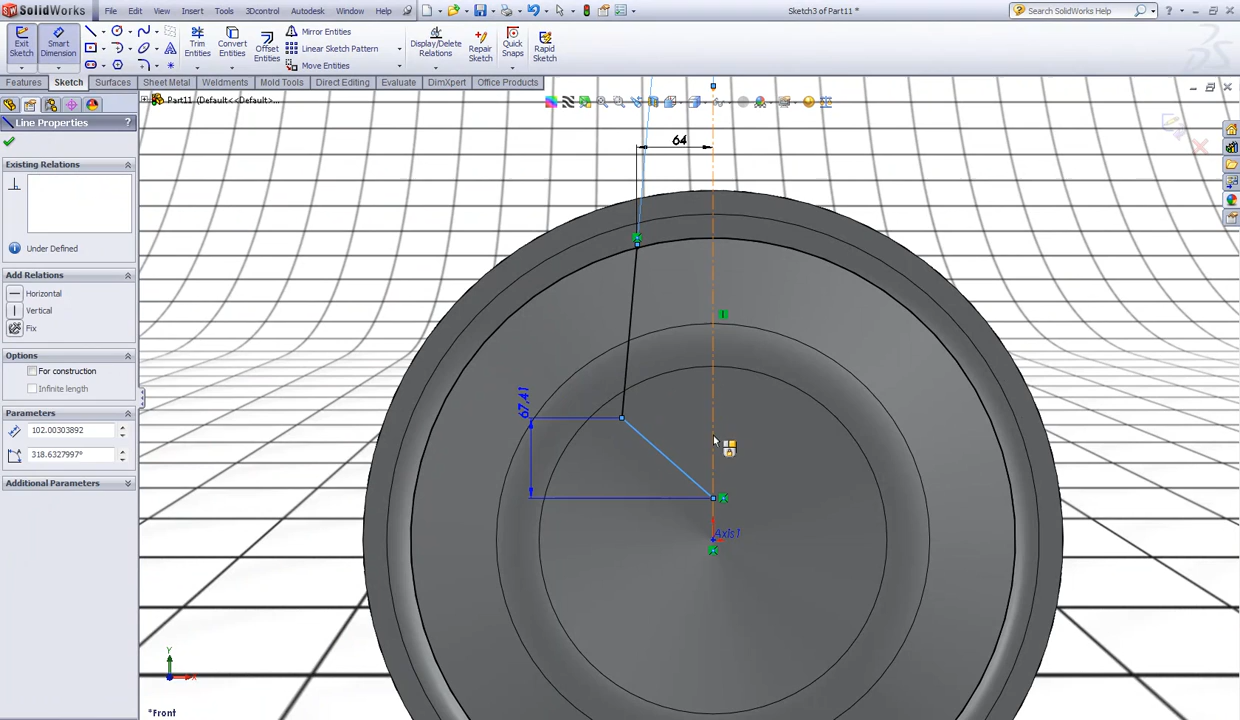 SolidWorks File Edit View Insert Tools 3Dcontrol Autodesk Window Help Sketch3 of Part11 * Search SolidWorks Help
Exit Sketch Smart Dimension Trim Entities Convert Entities Offset Entities Mirror Entities Linear Sketch Pattern Move Entities Display/Delete Relations Repair Sketch Quick Snaps Rapid Sketch
Features Sketch Surfaces Sheet Metal Weldments Mold Tools Direct Editing Evaluate DimXpert Office Products
Part11 (Default<<Default>...
Line Properties ?
64
Existing Relations
Under Defined
Add Relations
Horizontal
Vertical
Fix
Options
For construction
Infinite length
67,41
Parameters
102.00303892
318.6327997°
Additional Parameters
Axis1
Y
X
*Front